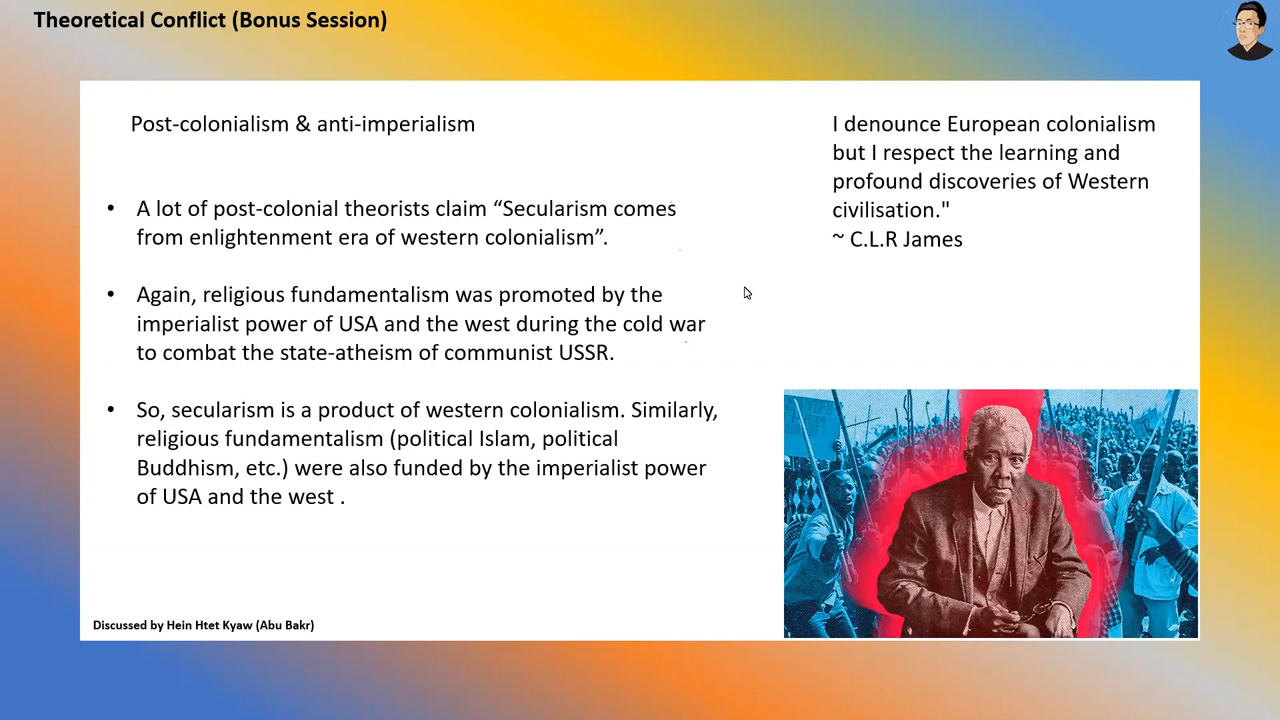 Theoretical Conflict (Bonus Session)
Post-colonialism & anti-imperialism
• A lot of post-colonial theorists claim “Secularism comes
from enlightenment era of western colonialism”.
• Again, religious fundamentalism was promoted by the
imperialist power of USA and the west during the cold war
to combat the state-atheism of communist USSR.
• So, secularism is a product of western colonialism. Similarly,
religious fundamentalism (political Islam, political
Buddhism, etc.) were also funded by the imperialist power
of USA and the west .
I denounce European colonialism
but I respect the learning and
profound discoveries of Western
civilisation."
~ C.L.R James
Discussed by Hein Htet Kyaw (Abu Bakr)